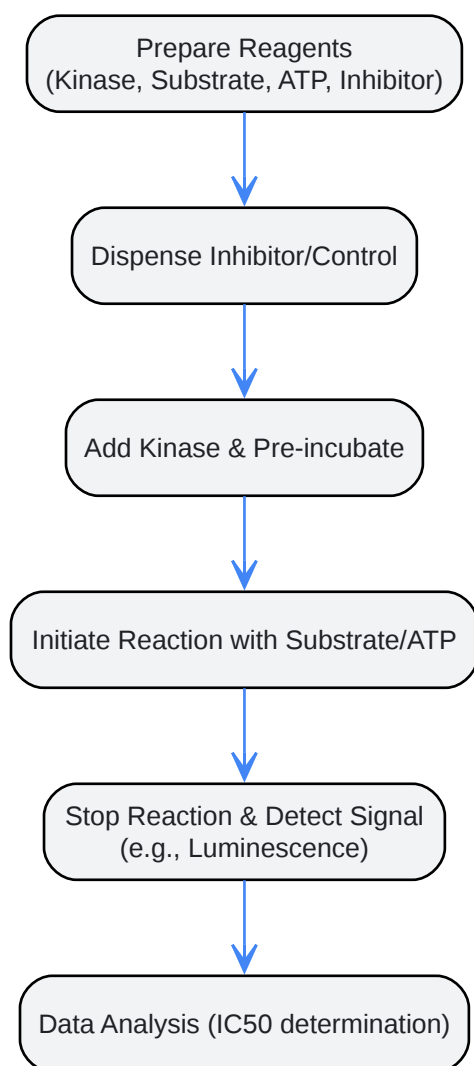 Prepare Reagents
(Kinase, Substrate, ATP, Inhibitor)
Dispense Inhibitor/Control
Add Kinase & Pre-incubate
Initiate Reaction with Substrate/ATP
Stop Reaction & Detect Signal
(e.g., Luminescence)
Data Analysis (IC50 determination)